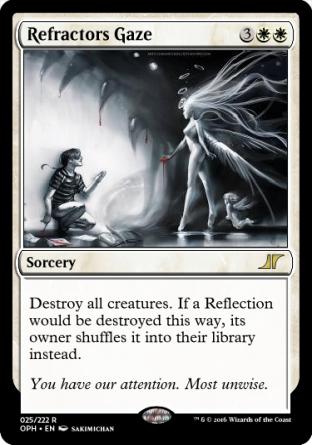 Refractors Gaze 3
Sorcery
Destroy all creatures. If a Reflection
would be destroyed this way, its
owner shuffles it into their library
instead.
You have our attention. Most unwise.
025/222 R
OPH • EN SAKIMICHAN
™ & © 2016 Wizards of the Coast